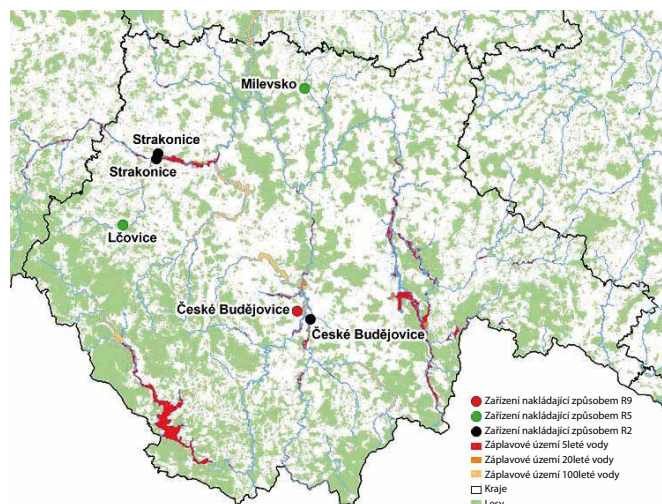 Milevsko
Strakonice
Strakonice
Lčovice
České Budějovice
České Budějovice
Zařízení nakládající způsobem R9
Zařízení nakládající způsobem R5
Zařízení nakládající způsobem R2
Záplavové území 5leté vody
Záplavové území 20leté vody
Záplavové území 100leté vody
Kraje
Lesy